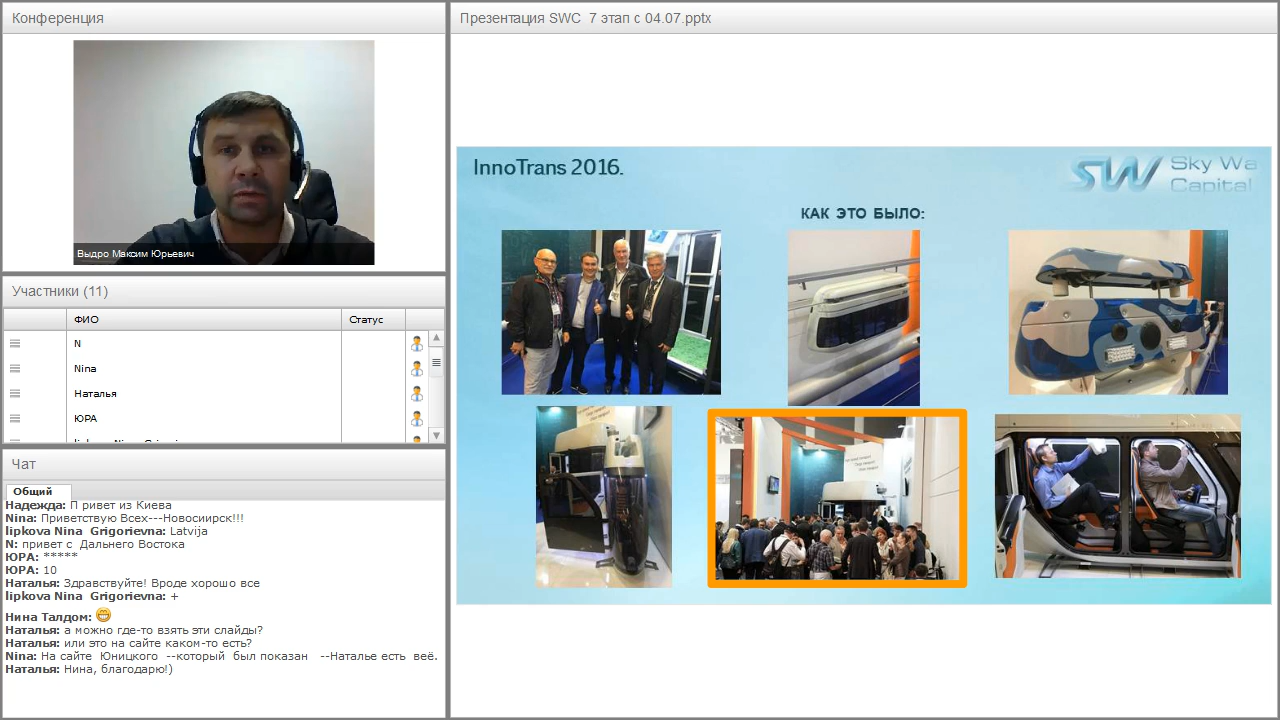 Конференция
Выдро Максим Юрьевич
Участники (11)
ФИО
Статус
N
Nina
Наталья
ЮРА
Чат
Общий
Надежда: П ривет из Киева
Nina: Приветствую Всех---Новосиирск!!!
lipkova Nina Grigorievna: Latvija
N: привет с Дальнего Востока
ЮРА: *****
ЮРА: 10
Наталья: Здравствуйте! Вроде хорошо все
lipkova Nina Grigorievna: +
Нина Талдом:
Наталья: а можно где-то взять эти слайды?
Наталья: или это на сайте каком-то есть?
Nina: На сайте Юницкого --который был показан --Наталье есть веё.
Наталья: Нина, благодарю!)
Презентация SWC 7 этап с 04.07.pptx
InnoTrans 2016.
SW Sky Wa
Capital
КАК ЭТО БЫЛО: